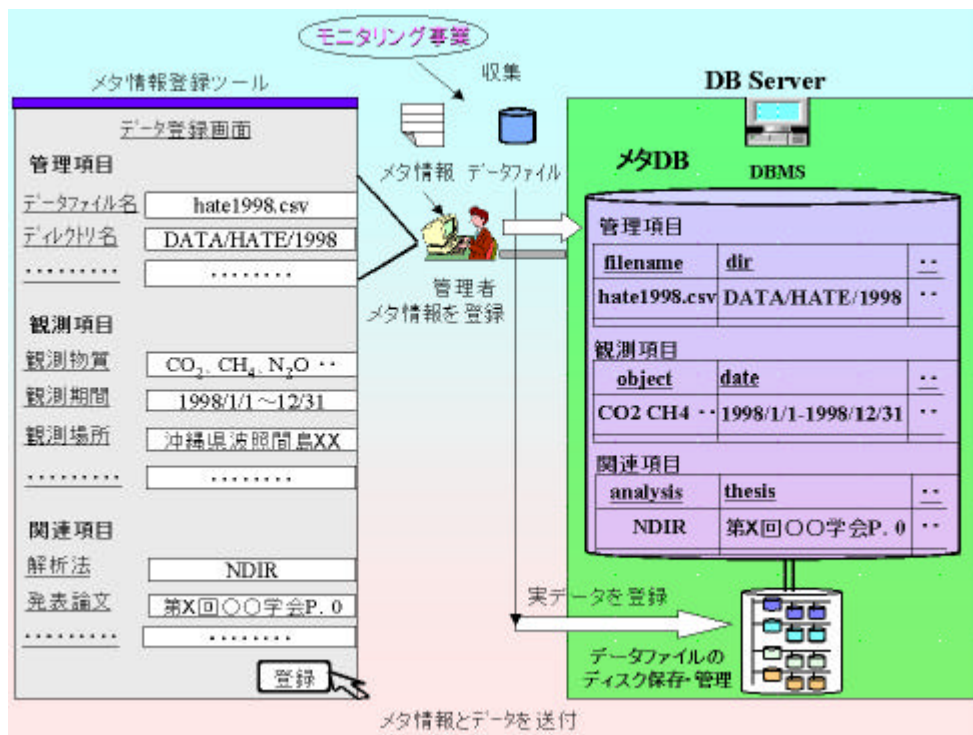 モニタリング事業
収集
メタ情報登録ツール
DB Server
データ登録画面
管理項目
データファイル名
hate1998.csv
ディレクトリ名
DATA/HATE/1998
・・・・・・・・・
・・・・・・・・
観測項目
観測物質
CO2、CH4、N2O ・・
観測期間
1998/1/1～12/31
観測場所
沖縄県波照間島XX
・・・・・・・・・
・・・・・・・・
関連項目
解析法
NDIR
発表論文
第X回〇〇学会P. 0
・・・・・・・・・
・・・・・・・・
登録
メタ情報
データファイル
管理者
メタ情報を登録
メタDB
DBMS
管理項目
filename dir ・・
hate1998.csv DATA/HATE/1998 ・・
観測項目
object date ・・
CO2 CH4 ・・ 1998/1/1-1998/12/31 ・・
関連項目
analysis thesis ・・
NDIR 第X回〇〇学会P. 0 ・・
実データを登録
データファイルの
ディスク保存・管理
メタ情報とデータを送付